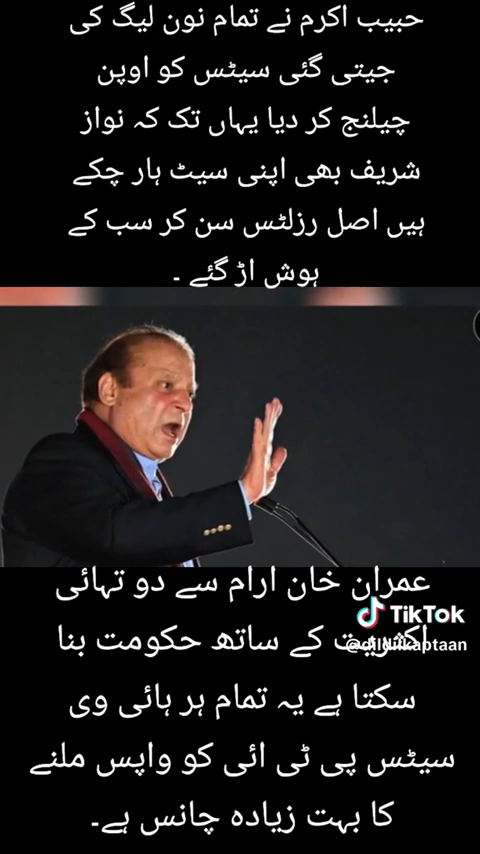 حبیب اکرم نے تمام نون لیگ کی
جیتی گئی سیٹس کو اوپن
چیلنج کر دیا یہاں تک کہ نواز
شریف بھی اپنی سیٹ ہار چکے
ہیں اصل رزلٹس سن کر سب کے
ہوش اڑ گئے ۔
عمران خان ارام سے دو تہائی
TikTok
اکثریت کے ساتھ حکومت بنا
@dildilkaptaan
سکتا ہے یہ تمام ہر ہائی وی
سیٹس پی ٹی ائی کو واپس ملنے
کا بہت زیادہ چانس ہے۔